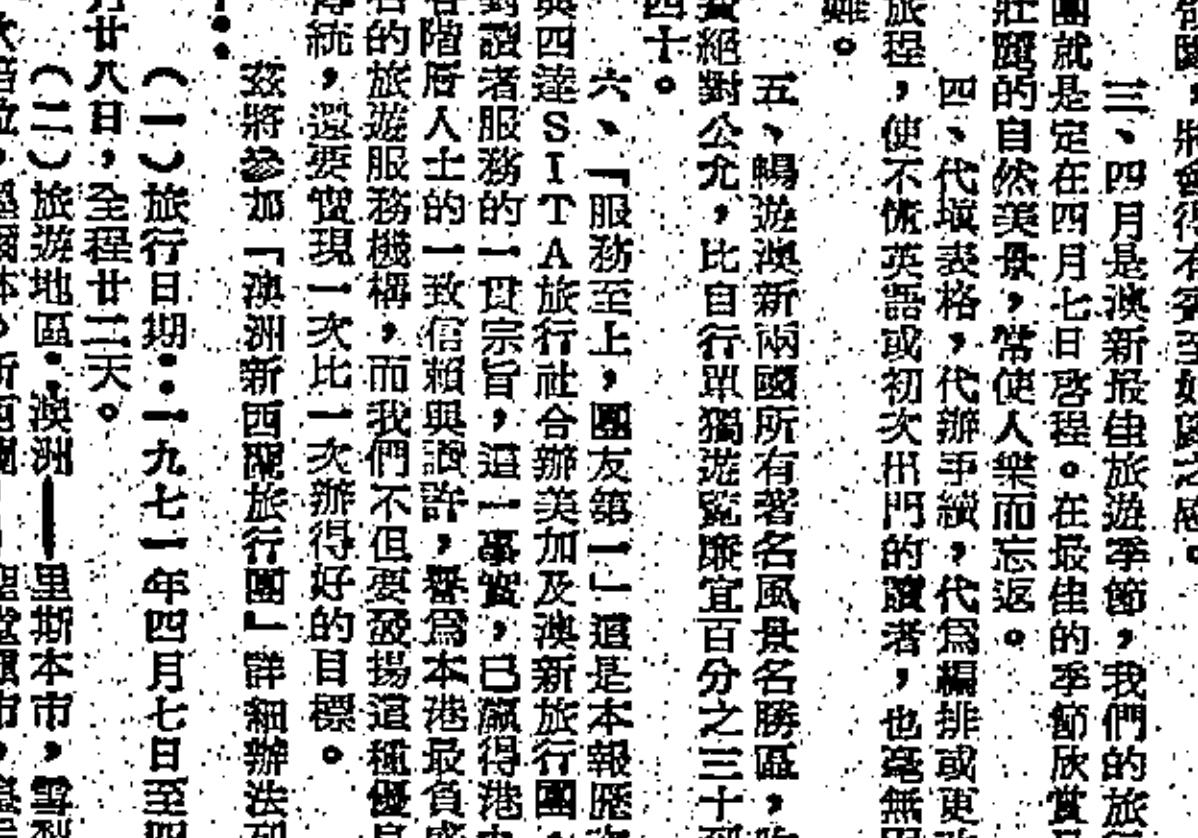 將會得有賓至如歸之感。
三、四月是澳新最佳旅遊季節，我們的旅
團就是定在四月七日啓程。在最佳的季節欣賞
壯麗的自然美景，常使人樂而忘返。
四、代塡表格，代辦手續，代爲編排或更
旅程，使不懂英語或初次出門的讀者，也毫無困
難。
五、暢遊澳新兩國所有著名風景名勝區，
費絕對公允，比自行單獨遊覽廉宜百分之三十到
四十。
六、「服務至上，團友第一」這是本報歷
與四達SITA旅行社合辦美加及澳新旅行團，
對讀者服務的一貫宗旨，這一事實，已贏得港
各階層人士的一致信賴與讚許，譽爲本港最負盛
名的旅遊服務機構，而我們不但要發揚這種優良
傳統，還要實現一次比一次辦得好的目標。
茲將參加「澳洲新西蘭旅行團」詳細辦法列
：
（一）旅行日期：一九七一年四月七日至四
月廿八日，全程廿二天。
（二）旅遊地區：澳洲——里斯本市，雪梨